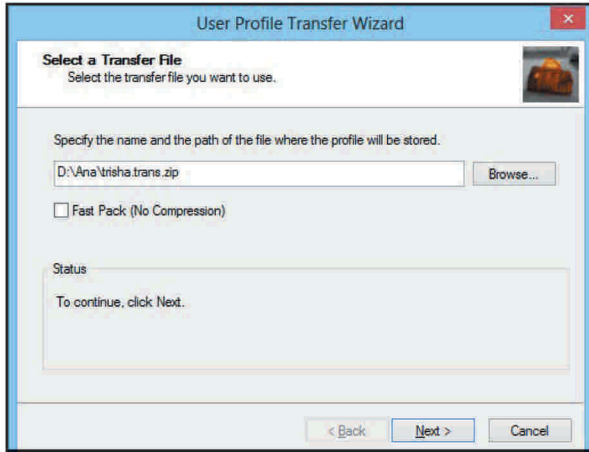 User Profile Transfer Wizard
Select a Transfer File
Select the transfer file you want to use.
Specify the name and the path of the file where the profile will be stored.
D:\Ana\trisha.trans.zip
Browse...
Fast Pack (No Compression)
Status
To continue, click Next.
< Back
Next >
Cancel